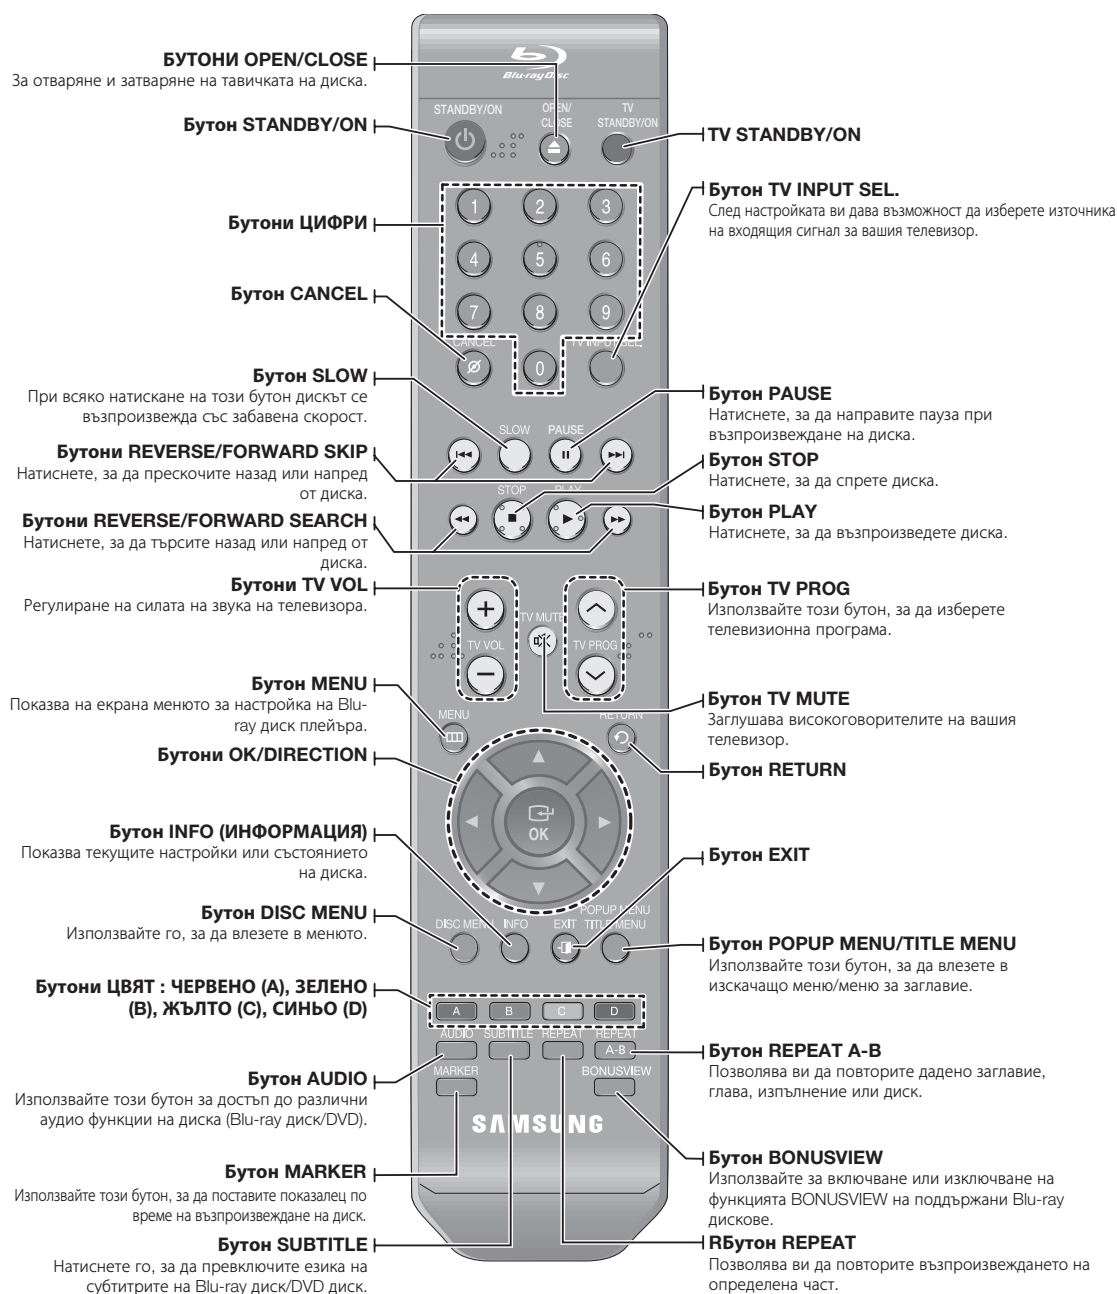 БУТОНИ OPEN/CLOSE
За отваряне и затваряне на тавичката на диска.
Бутон STANDBY/ON
Бутони ЦИФРИ
Бутон CANCEL
Бутон SLOW
При всяко натискане на този бутон дискът се
възпроизвежда със забавена скорост.
Бутони REVERSE/FORWARD SKIP
Натиснете, за да прескочите назад или напред
от диска.
Бутони REVERSE/FORWARD SEARCH
Натиснете, за да търсите назад или напред от
диска.
Бутони TV VOL
Регулиране на силата на звука на телевизора.
Бутон MENU
Показва на екрана менюто за настройка на Blu-
ray диск плейъра.
Бутони OK/DIRECTION
Бутон INFO (ИНФОРМАЦИЯ)
Показва текущите настройки или състоянието
на диска.
Бутон DISC MENU
Използвайте го, за да влезете в менюто.
Бутони ЦВЯТ : ЧЕРВЕНО (A), ЗЕЛЕНО
(B), ЖЪЛТО (C), СИНЬО (D)
Бутон AUDIO
Използвайте този бутон за достъп до различни
аудио функции на диска (Blu-ray диск/DVD).
Бутон MARKER
Използвайте този бутон, за да поставите показалец по
време на възпроизвеждане на диск.
Бутон SUBTITLE
Натиснете го, за да превключите езика на
субтитрите на Blu-ray диск/DVD диск.
Blu-ray Disc
STANDBY/ON
OPEN/
CLOSE
TV
STANDBY/ON
1 2 3
4 5 6
7 8 9
CANCEL
0
TV INPUT SEL.
SLOW PAUSE
STOP PLAY
TV VOL
TV MUTE
TV PROG
MENU
RETURN
OK
DISC MENU INFO EXIT
POPUP MENU
TITLE MENU
A B C D
AUDIO SUBTITLE REPEAT REPEAT
A-B
MARKER
BONUSVIEW
SAMSUNG
TV STANDBY/ON
Бутон TV INPUT SEL.
След настройката ви дава възможност да изберете източника
на входящия сигнал за вашия телевизор.
Бутон PAUSE
Натиснете, за да направите пауза при
произвеждане на диска.
Бутон STOP
Натиснете, за да спрете диска.
Бутон PLAY
Натиснете, за да възпроизведете диска.
Бутон TV PROG
Използвайте този бутон, за да изберете
телевизионна програма.
Бутон TV MUTE
Заглушава високоговорителите на вашия
телевизор.
Бутон RETURN
Бутон EXIT
Бутон POPUP MENU/TITLE MENU
Използвайте този бутон, за да влезете в
изскачащо меню/меню за заглавие.
Бутон REPEAT A-B
Позволява ви да повторите дадено заглавие,
глава, изпълнение или диск.
Бутон BONUSVIEW
Използвайте за включване или изключване на
функцията BONUSVIEW на поддържани Blu-ray
дискове.
RБутон REPEAT
Позволява ви да повторите възпроизвеждането на
определена част.